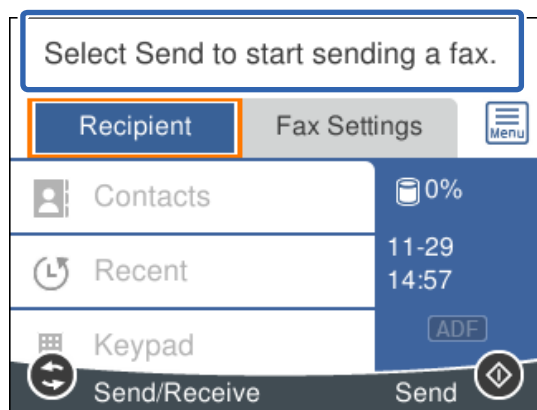 Select Send to start sending a fax.
Recipient
Fax Settings
Menu
Contacts
0%
Recent
11-29
14:57
Keypad
ADF
Send/Receive
Send